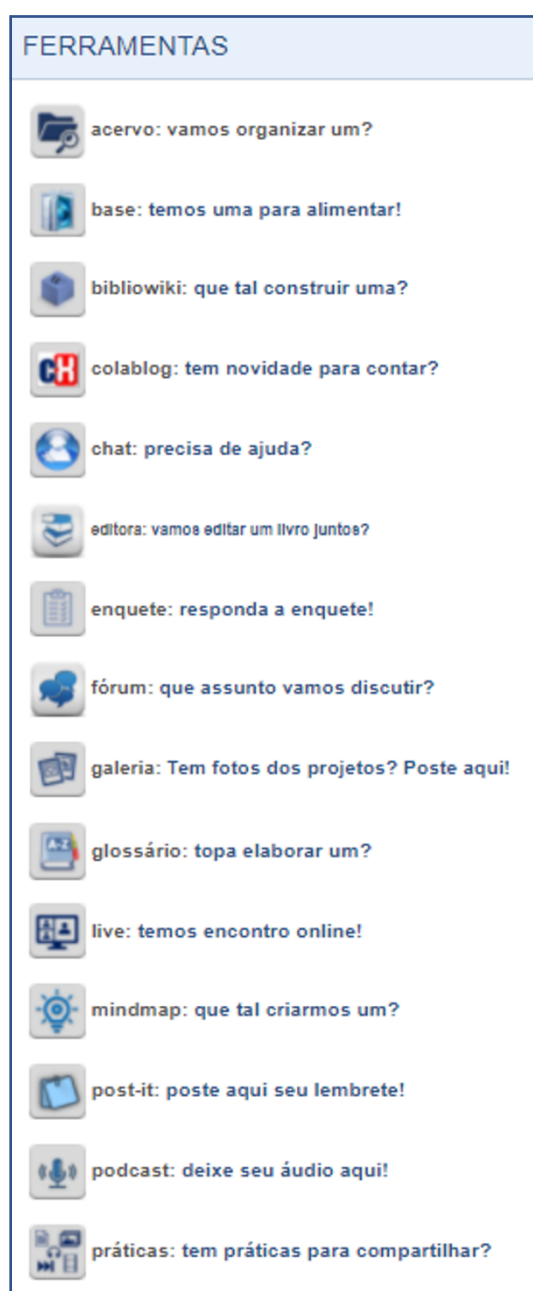 FERRAMENTAS
acervo: vamos organizar um?
base: temos uma para alimentar!
bibliowiki: que tal construir uma?
cH colablog: tem novidade para contar?
chat: precisa de ajuda?
editora: vamos editar um livro juntos?
enquete: responda a enquete!
fórum: que assunto vamos discutir?
galeria: Tem fotos dos projetos? Poste aqui!
A-Z glossário: topa elaborar um?
live: temos encontro online!
mindmap: que tal criarmos um?
post-it: poste aqui seu lembrete!
podcast: deixe seu áudio aqui!
práticas: tem práticas para compartilhar?